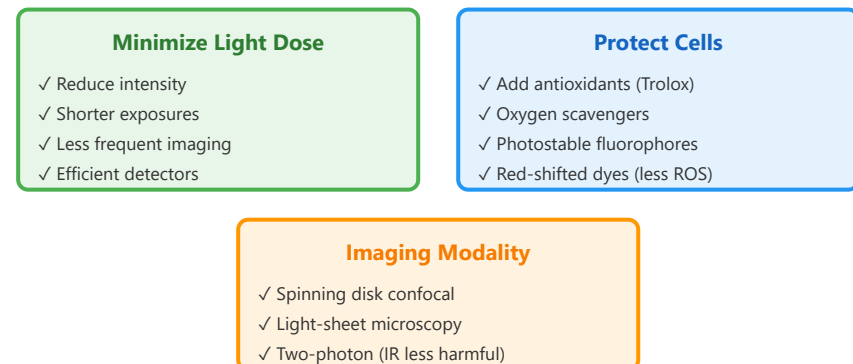 Minimize Light Dose
✓ Reduce intensity
✓ Shorter exposures
✓ Less frequent imaging
✓ Efficient detectors
Protect Cells
✓ Add antioxidants (Trolox)
✓ Oxygen scavengers
✓ Photostable fluorophores
✓ Red-shifted dyes (less ROS)
Imaging Modality
✓ Spinning disk confocal
✓ Light-sheet microscopy
✓ Two-photon (IR less harmful)